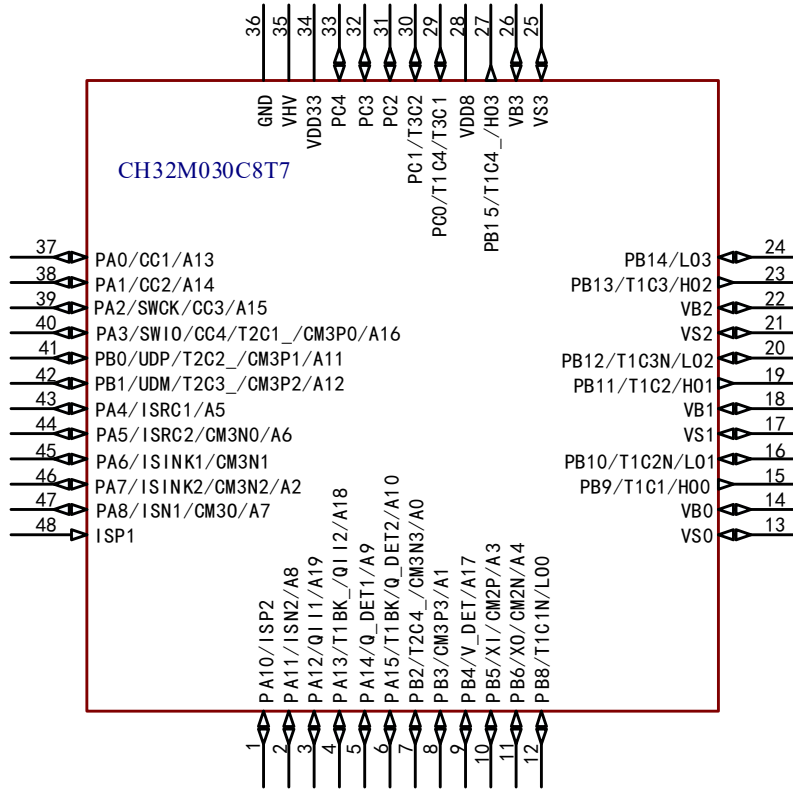 36 35 34 33 32 31 30 29 28 27 26 25
GND
VHV
VDD33
PC4
PC3
PC2
PC1/T3C2
PC0/T1C4/T3C1
VDD8
PB15/T1C4_/HO3
VB3
VS3
CH32M030C8T7
37 PA0/CC1/A13
38 PA1/CC2/A14
39 PA2/SWCK/CC3/A15
40 PA3/SWIO/CC4/T2C1_/CM3P0/A16
41 PB0/UDP/T2C2_/CM3P1/A11
42 PB1/UDM/T2C3_/CM3P2/A12
43 PA4/ISRC1/A5
44 PA5/ISRC2/CM3N0/A6
45 PA6/ISINK1/CM3N1
46 PA7/ISINK2/CM3N2/A2
47 PA8/ISN1/CM3O/A7
48 ISP1
PB14/LO3 24
PB13/T1C3/HO2 23
VB2 22
VS2 21
PB12/T1C3N/LO2 20
PB11/T1C2/HO1 19
VB1 18
VS1 17
PB10/T1C2N/LO1 16
PB9/T1C1/HO0 15
VB0 14
VS0 13
PA10/ISP2
PA11/ISN2/A8
PA12/QII1/A19
PA13/T1BK_/QII2/A18
PA14/Q_DET1/A9
PA15/T1BK/Q_DET2/A10
PB2/T2C4_/CM3N3/A0
PB3/CM3P3/A1
PB4/V_DET/A17
PB5/XI/CM2P/A3
PB6/XO/CM2N/A4
PB8/T1C1N/LO0
1 2 3 4 5 6 7 8 9 10 11 12